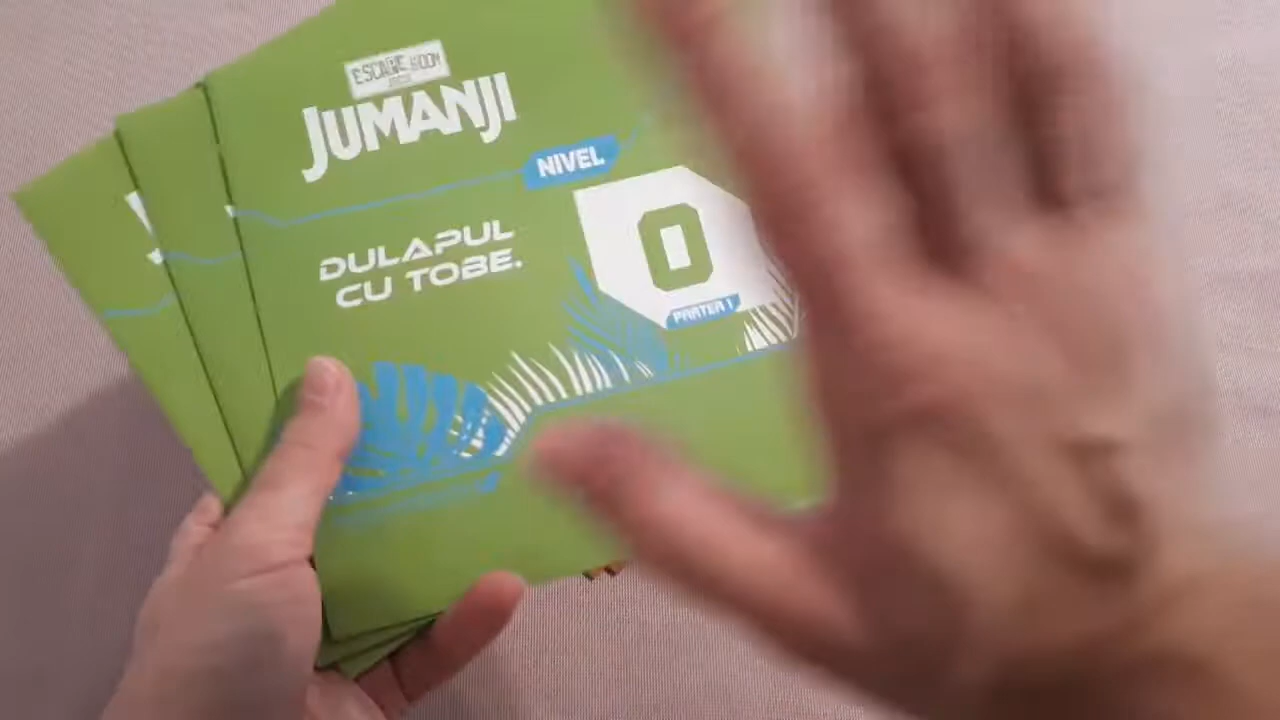 ESCAPE ROOM
JUMANJI
NIVEL
DULAPUL
CU TOBE.
0
PARTEA 1